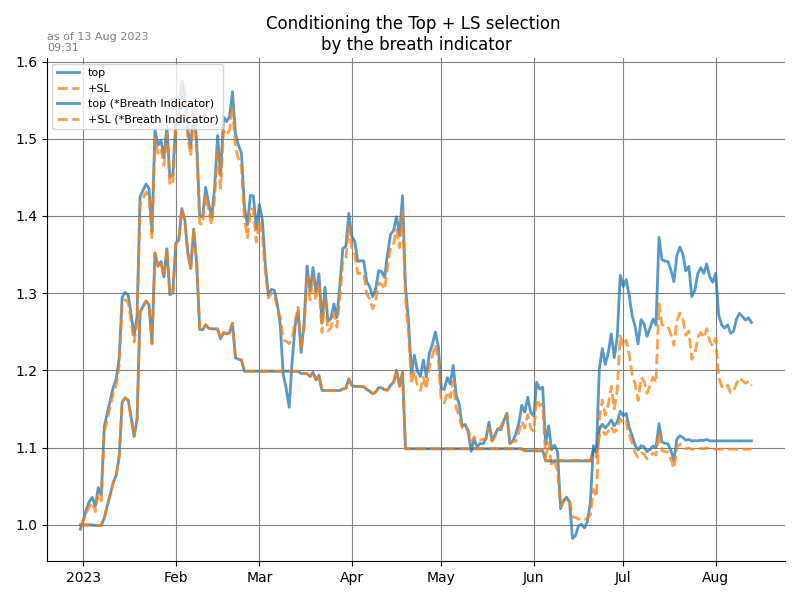 Conditioning the Top + LS selection
by the breath indicator
as of 13 Aug 2023
09:31
top
+SL
top (*Breath Indicator)
+SL (*Breath Indicator)
1.6
1.5
1.4
1.3
1.2
1.1
1.0
2023 Feb Mar Apr May Jun Jul Aug